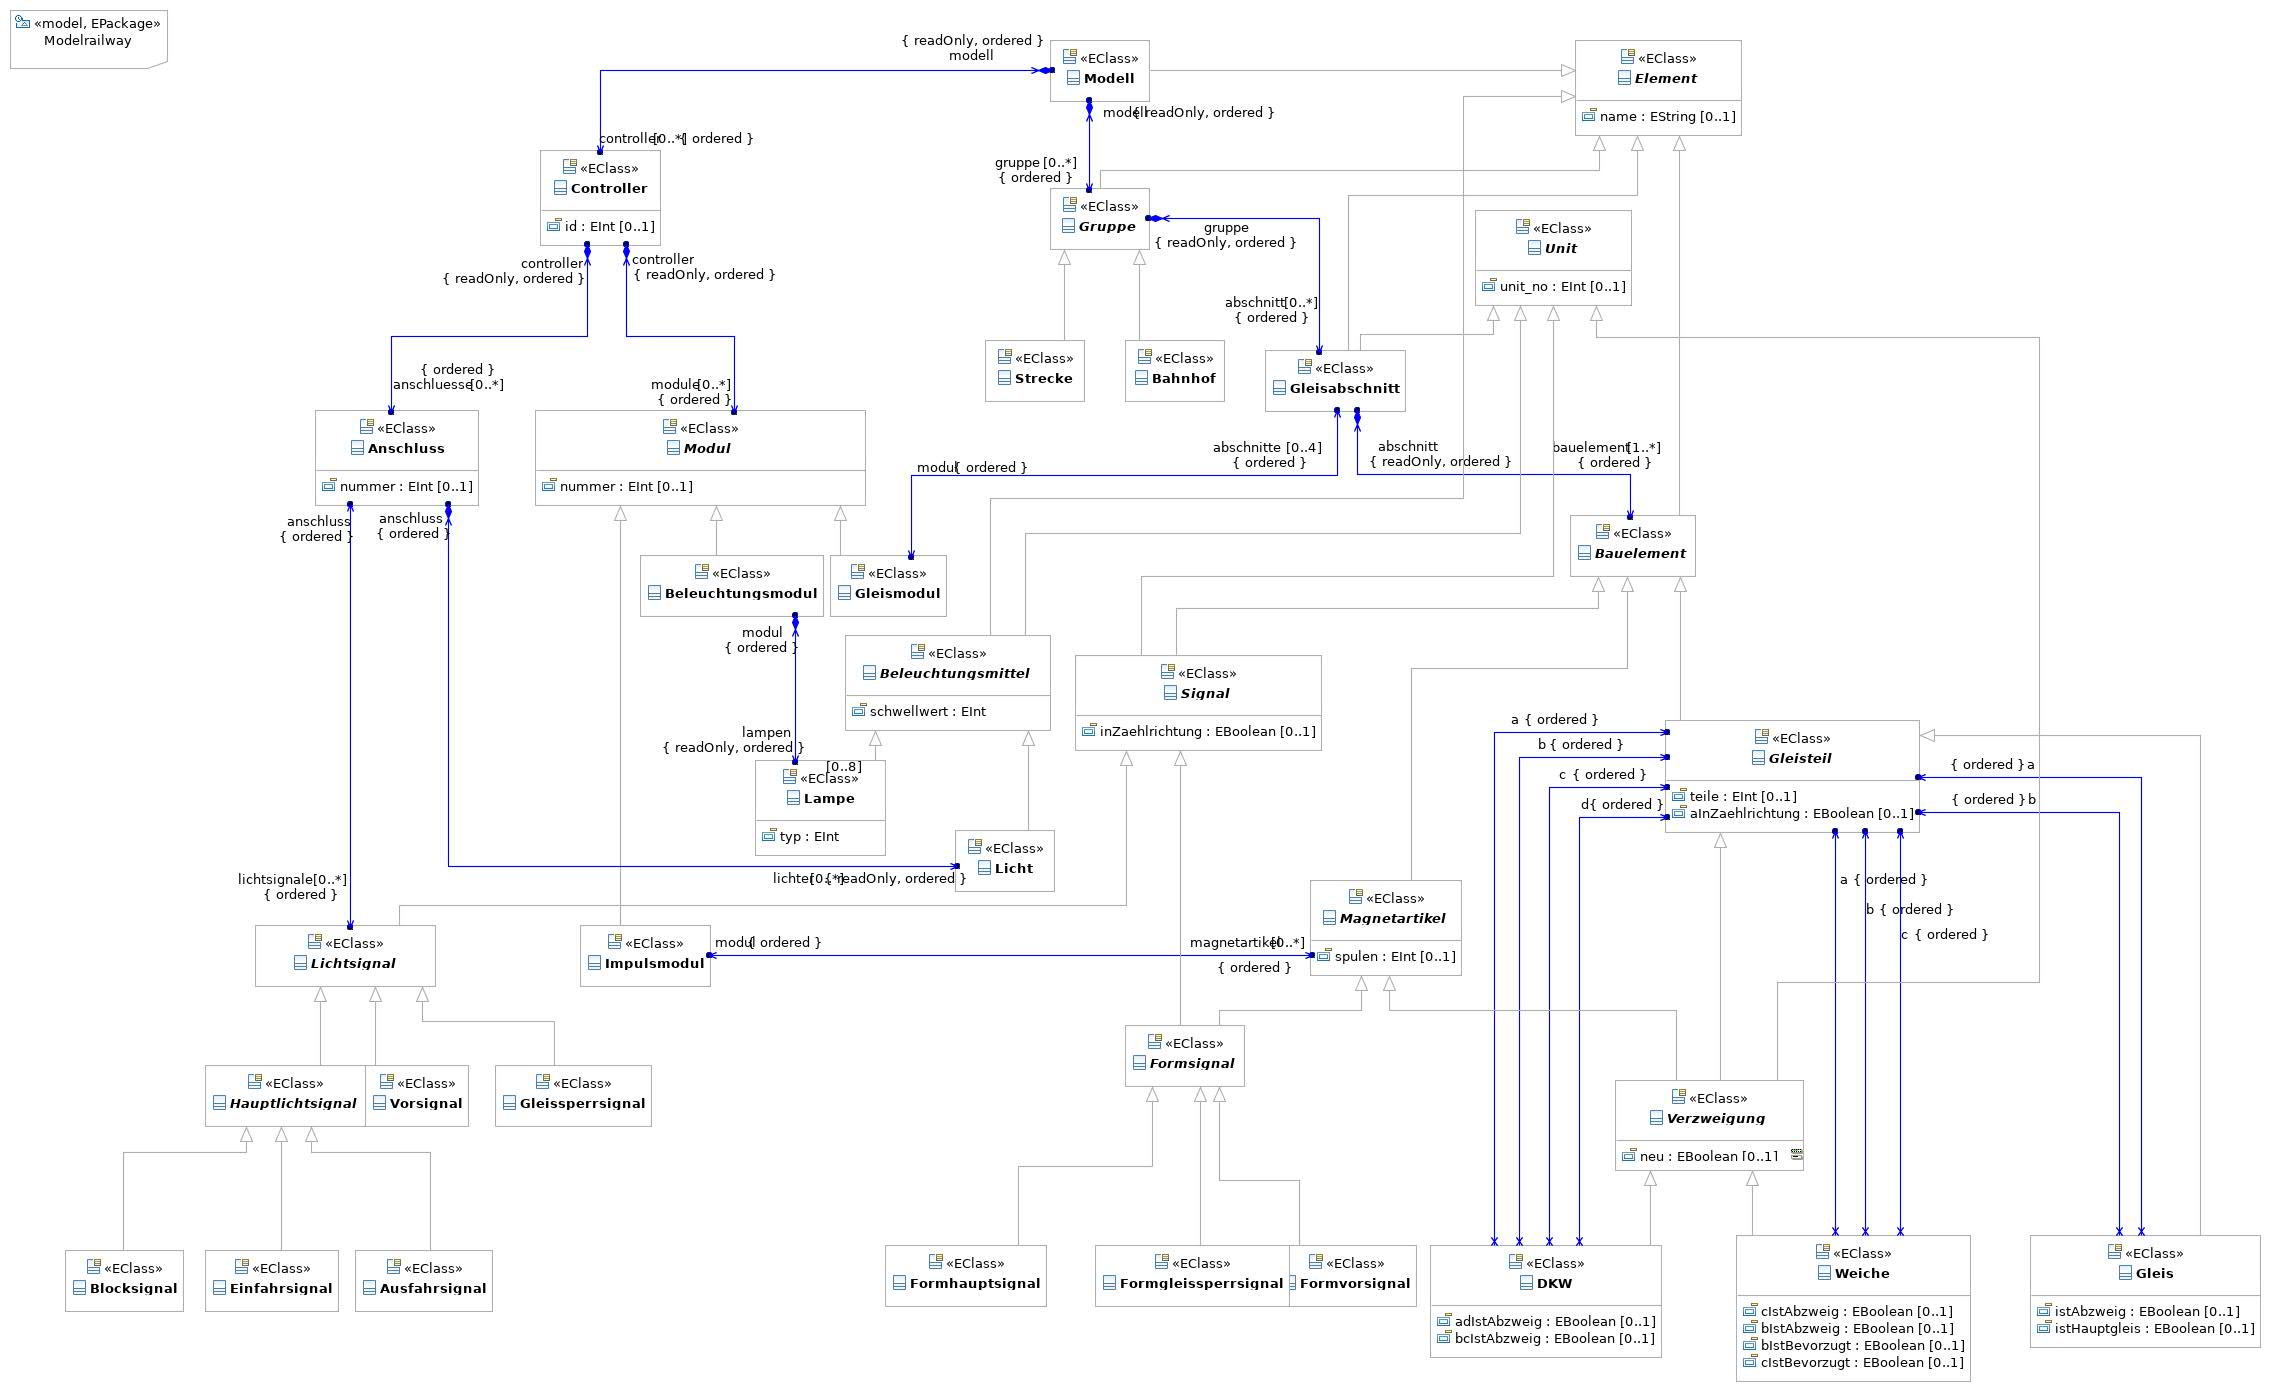 «model, EPackage»
Modelrailway
{ readOnly, ordered }
modell
«EClass»
Modell
«EClass»
Element
name : EString [0..1]
modell
{ readOnly, ordered }
controller
[0..*]
{ ordered }
«EClass»
Controller
id : EInt [0..1]
gruppe [0..*]
{ ordered }
«EClass»
Gruppe
gruppe
{ readOnly, ordered }
«EClass»
Unit
unit_no : EInt [0..1]
controller
{ readOnly, ordered }
controller
{ readOnly, ordered }
abschnitt [0..*]
{ ordered }
«EClass»
Strecke
«EClass»
Bahnhof
«EClass»
Gleisabschnitt
{ ordered }
anschluesse [0..*]
module [0..*]
{ ordered }
«EClass»
Anschluss
nummer : EInt [0..1]
«EClass»
Modul
nummer : EInt [0..1]
modul { ordered }
abschnitte [0..4]
{ ordered }
abschnitt
{ readOnly, ordered }
bauelement [1..*]
{ ordered }
anschluss
{ ordered }
anschluss
{ ordered }
«EClass»
Bauelement
«EClass»
Beleuchtungsmodul
«EClass»
Gleismodul
modul
{ ordered }
«EClass»
Beleuchtungsmittel
schwellwert : EInt
«EClass»
Signal
inZaehlrichtung : EBoolean [0..1]
lampen
{ readOnly, ordered }
[0..8]
«EClass»
Lampe
typ : EInt
a { ordered }
b { ordered }
c { ordered }
d { ordered }
«EClass»
Gleisteil
teile : EInt [0..1]
aInZaehlrichtung : EBoolean [0..1]
{ ordered } a
{ ordered } b
«EClass»
Licht
lichter [0..*] { readOnly, ordered }
lichtsignale [0..*]
{ ordered }
a { ordered }
b { ordered }
c { ordered }
«EClass»
Magnetartikel
spulen : EInt [0..1]
«EClass»
Lichtsignal
«EClass»
Impulsmodul
modul { ordered }
magnetartikel [0..*]
{ ordered }
«EClass»
Formsignal
«EClass»
Hauptlichtsignal
«EClass»
Vorsignal
«EClass»
Gleissperrsignal
«EClass»
Verzweigung
neu : EBoolean [0..1]
«EClass»
Blocksignal
«EClass»
Einfahrsignal
«EClass»
Ausfahrsignal
«EClass»
Formhauptsignal
«EClass»
Formgleissperrsignal
«EClass»
Formvorsignal
«EClass»
DKW
adIstAbzweig : EBoolean [0..1]
bcIstAbzweig : EBoolean [0..1]
«EClass»
Weiche
cIstAbzweig : EBoolean [0..1]
bIstAbzweig : EBoolean [0..1]
bIstBevorzugt : EBoolean [0..1]
cIstBevorzugt : EBoolean [0..1]
«EClass»
Gleis
istAbzweig : EBoolean [0..1]
istHauptgleis : EBoolean [0..1]